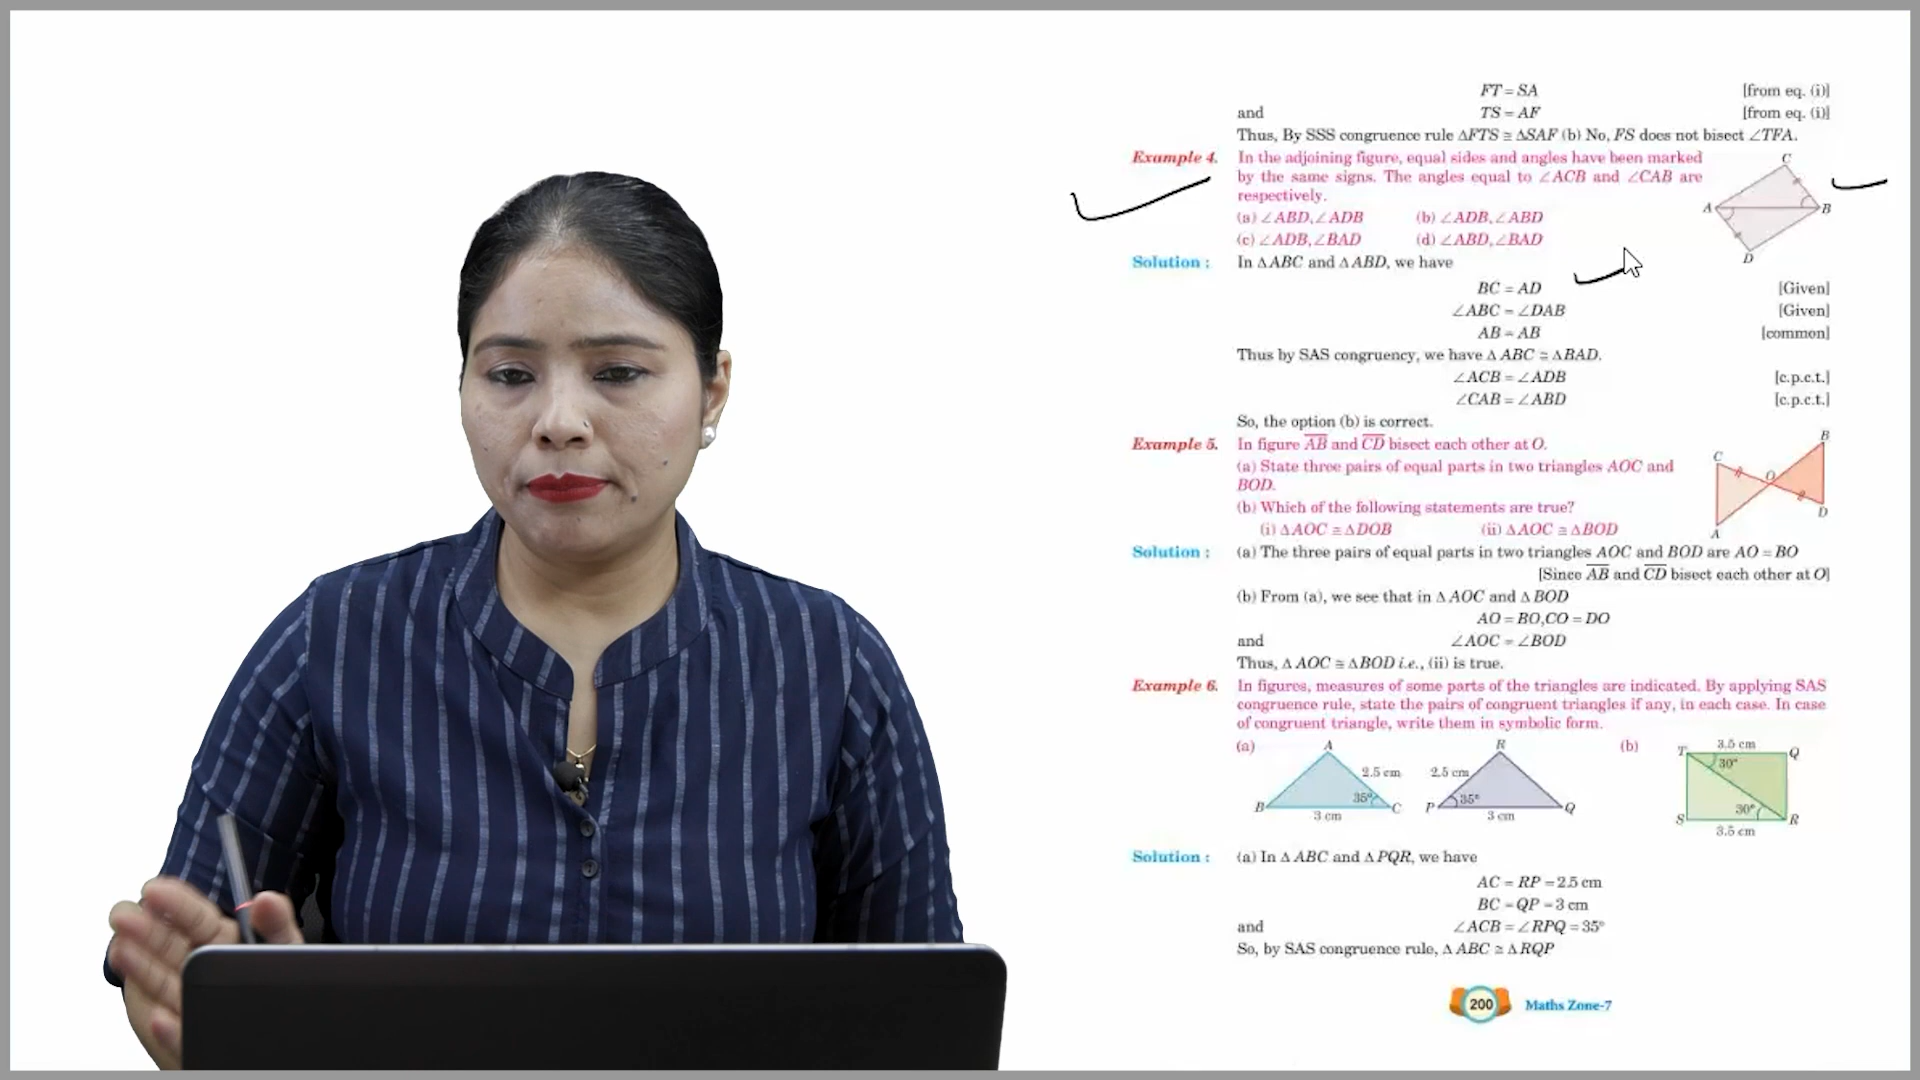 FT = SA [from eq. (i)]
and TS = AF [from eq. (i)]
Thus, By SSS congruence rule ΔFTS ≅ ΔSAF (b) No, FS does not bisect ∠TFA.
Example 4. In the adjoining figure, equal sides and angles have been marked
by the same signs. The angles equal to ∠ACB and ∠CAB are
respectively.
(a) ∠ABD,∠ADB (b) ∠ADB,∠ABD
(c) ∠ADB,∠BAD (d) ∠ABD,∠BAD
C
A B
D
Solution : In ΔABC and ΔABD, we have
BC = AD [Given]
∠ABC = ∠DAB [Given]
AB = AB [common]
Thus by SAS congruency, we have Δ ABC ≅ ΔBAD.
∠ACB = ∠ADB [c.p.c.t.]
∠CAB = ∠ABD [c.p.c.t.]
So, the option (b) is correct.
Example 5. In figure A̅B̅ and C̅D̅ bisect each other at O.
(a) State three pairs of equal parts in two triangles AOC and
BOD.
(b) Which of the following statements are true?
(i) ΔAOC ≅ ΔDOB (ii) ΔAOC ≅ ΔBOD
B
C
O
D
A
Solution : (a) The three pairs of equal parts in two triangles AOC and BOD are AO = BO
[Since A̅B̅ and C̅D̅ bisect each other at O]
(b) From (a), we see that in Δ AOC and Δ BOD
AO = BO,CO = DO
and ∠AOC = ∠BOD
Thus, Δ AOC ≅ ΔBOD i.e., (ii) is true.
Example 6. In figures, measures of some parts of the triangles are indicated. By applying SAS
congruence rule, state the pairs of congruent triangles if any, in each case. In case
of congruent triangle, write them in symbolic form.
(a) A R (b) T 3.5 cm Q
30°
2.5 cm 2.5 cm
35° 35° 30°
B C P Q S R
3 cm 3 cm 3.5 cm
Solution : (a) In Δ ABC and Δ PQR, we have
AC = RP = 2.5 cm
BC = QP = 3 cm
and ∠ACB = ∠RPQ = 35°
So, by SAS congruence rule, Δ ABC ≅ Δ RQP
200 Maths Zone-7